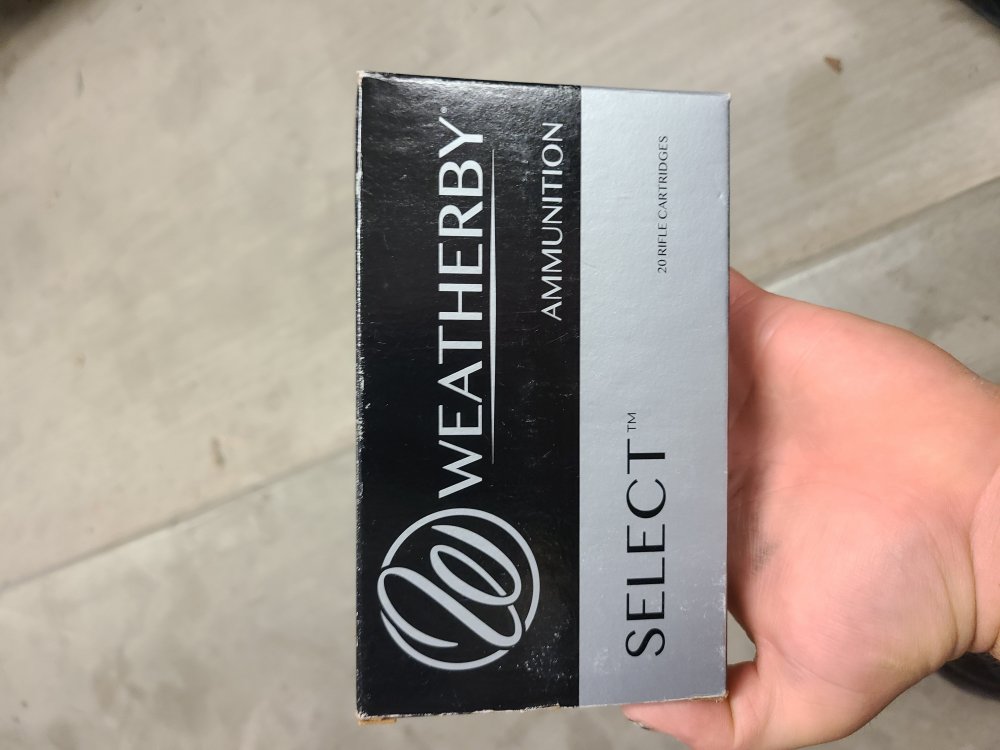 WEATHERBY®
AMMUNITION
SELECT™
20 RIFLE CARTRIDGES